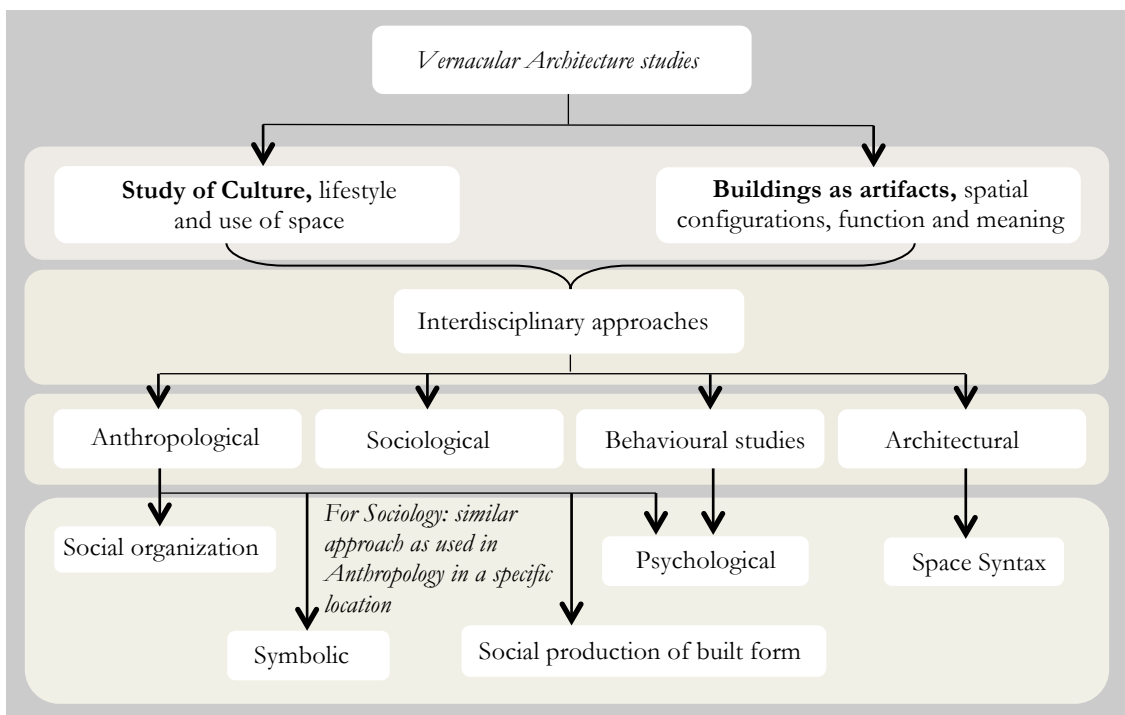 Vernacular Architecture studies
Study of Culture, lifestyle
and use of space
Buildings as artifacts, spatial
configurations, function and meaning
Interdisciplinary approaches
Anthropological
Sociological
Behavioural studies
Architectural
Social organization
For Sociology: similar
approach as used in
Anthropology in a specific
location
Psychological
Space Syntax
Symbolic
Social production of built form